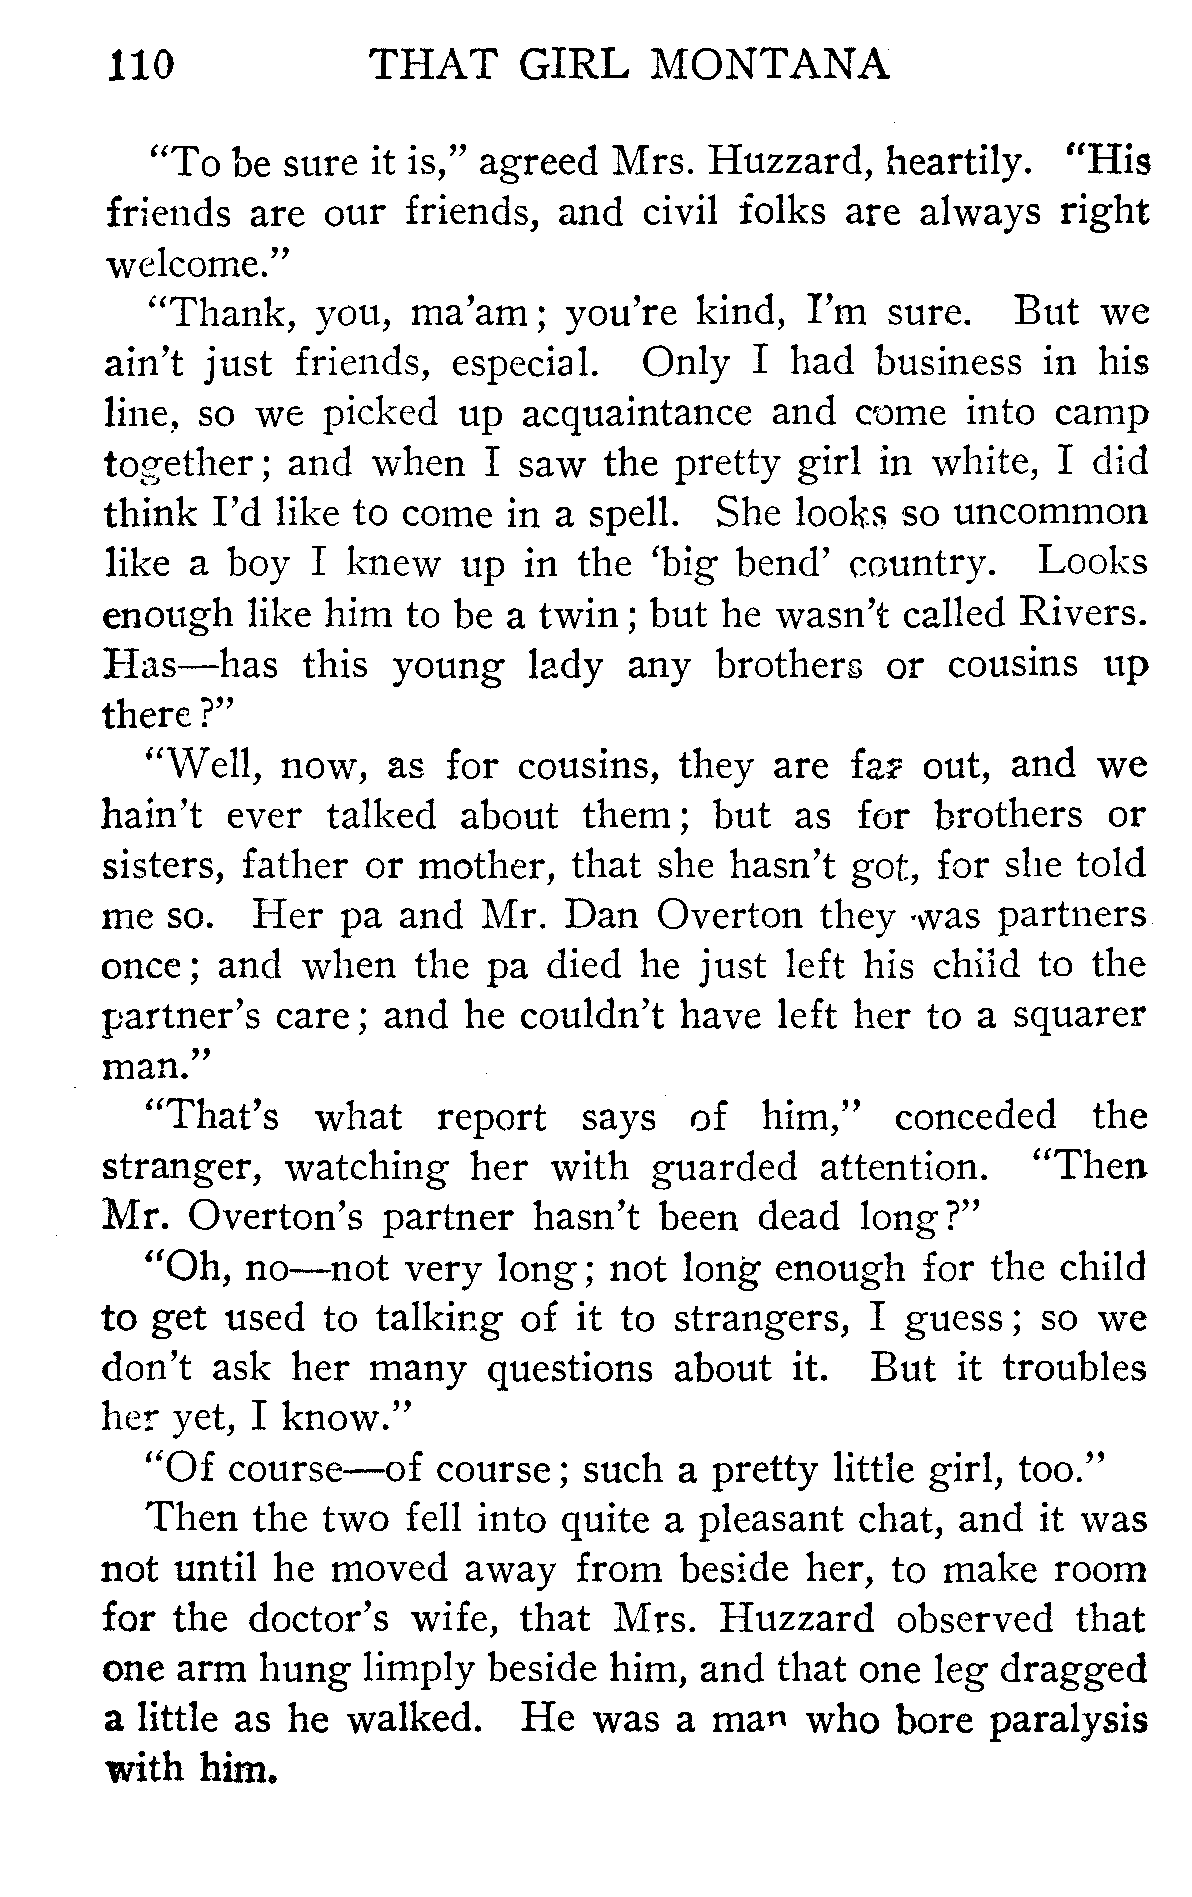 110 THAT GIRL MONTANA
“To be sure it is,” agreed Mrs. Huzzard, heartily. “His
friends are our friends, and civil folks are always right
welcome.”
“Thank, you, ma’am; you’re kind, I’m sure. But we
ain’t just friends, especial. Only I had business in his
line, so we picked up acquaintance and come into camp
together; and when I saw the pretty girl in white, I did
think I’d like to come in a spell. She looks so uncommon
like a boy I knew up in the ‘big bend’ country. Looks
enough like him to be a twin; but he wasn’t called Rivers.
Has—has this young lady any brothers or cousins up
there?”
“Well, now, as for cousins, they are far out, and we
hain’t ever talked about them; but as for brothers or
sisters, father or mother, that she hasn’t got, for she told
me so. Her pa and Mr. Dan Overton they was partners
once; and when the pa died he just left his child to the
partner’s care; and he couldn’t have left her to a squarer
man.”
“That’s what report says of him,” conceded the
stranger, watching her with guarded attention. “Then
Mr. Overton’s partner hasn’t been dead long?”
“Oh, no—not very long; not long enough for the child
to get used to talking of it to strangers, I guess; so we
don’t ask her many questions about it. But it troubles
her yet, I know.”
“Of course—of course; such a pretty little girl, too.”
Then the two fell into quite a pleasant chat, and it was
not until he moved away from beside her, to make room
for the doctor’s wife, that Mrs. Huzzard observed that
one arm hung limply beside him, and that one leg dragged
a little as he walked. He was a man who bore paralysis
with him.